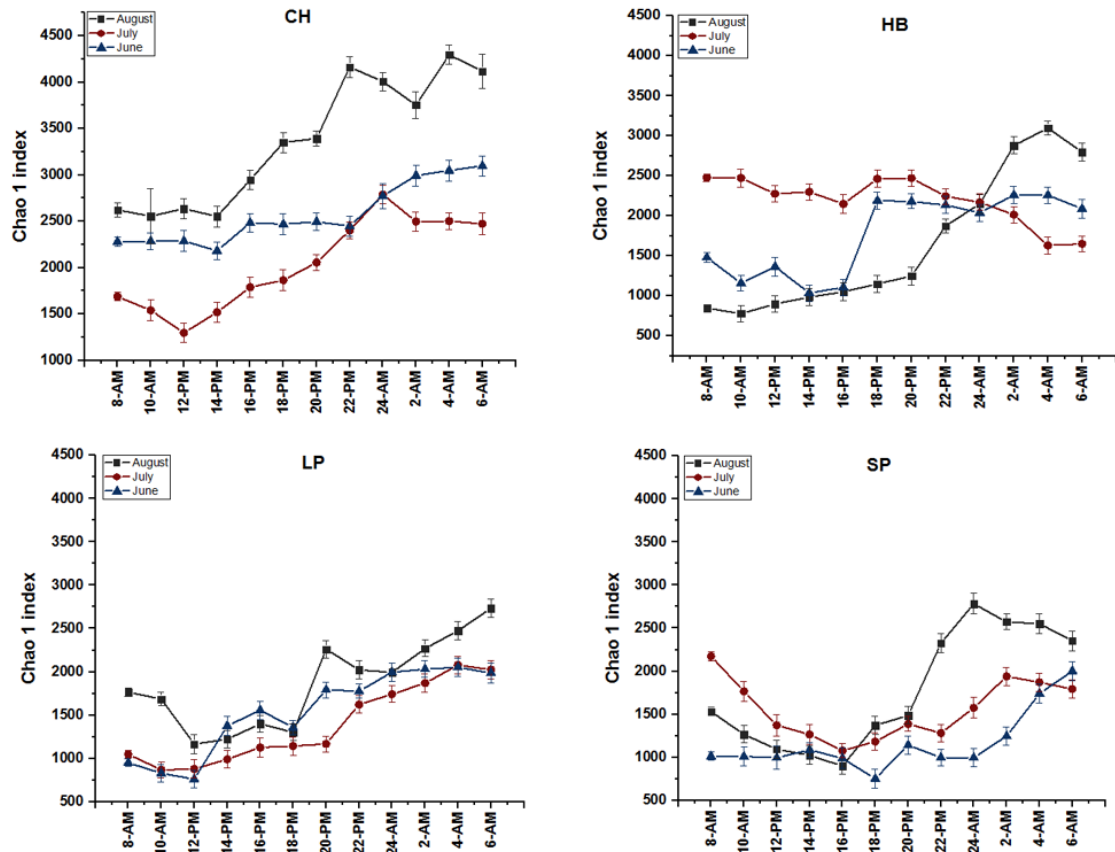 CH
August
July
June
Chao 1 index
4500
4000
3500
3000
2500
2000
1500
1000
8-AM
10-AM
12-PM
14-PM
16-PM
18-PM
20-PM
22-PM
24-AM
2-AM
4-AM
6-AM
HB
August
July
June
Chao 1 index
4500
4000
3500
3000
2500
2000
1500
1000
500
8-AM
10-AM
12-PM
14-PM
16-PM
18-PM
20-PM
22-PM
24-AM
2-AM
4-AM
6-AM
LP
August
July
June
Chao 1 index
4500
4000
3500
3000
2500
2000
1500
1000
500
8-AM
10-AM
12-PM
14-PM
16-PM
18-PM
20-PM
22-PM
24-AM
2-AM
4-AM
6-AM
SP
August
July
June
Chao 1 index
4500
4000
3500
3000
2500
2000
1500
1000
500
8-AM
10-AM
12-PM
14-PM
16-PM
18-PM
20-PM
22-PM
24-AM
2-AM
4-AM
6-AM